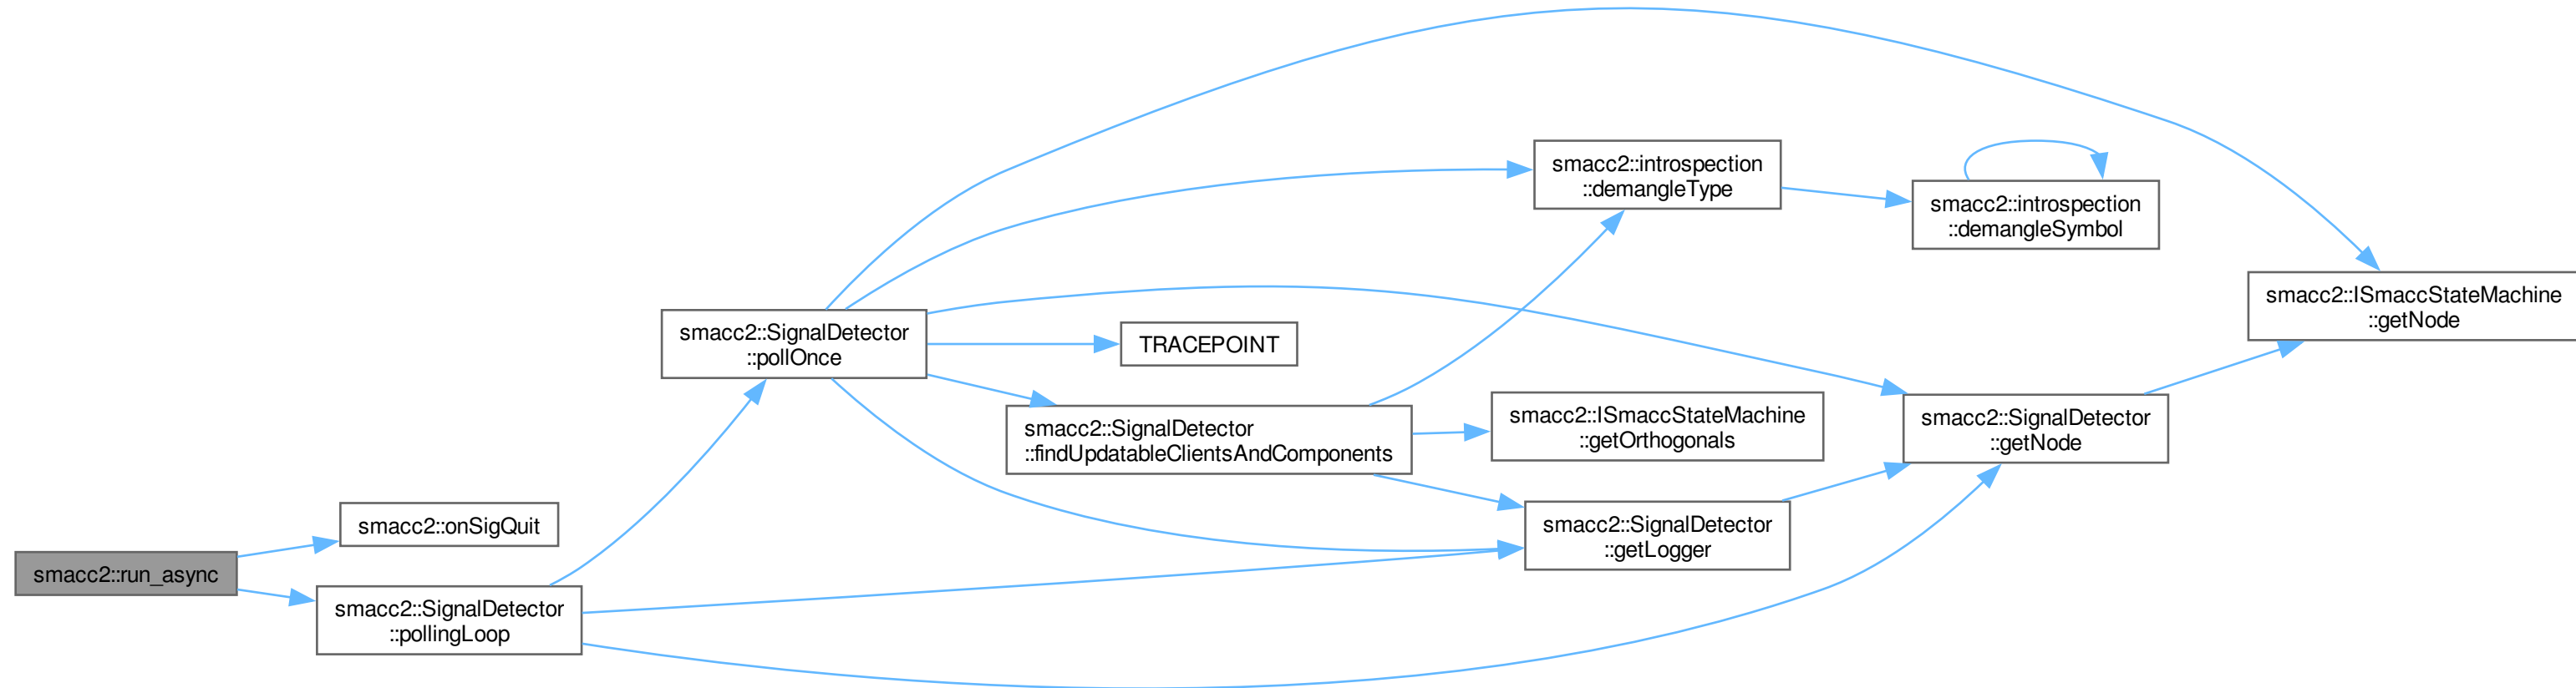 smacc2::run_async
smacc2::onSigQuit
smacc2::SignalDetector
::pollingLoop
smacc2::SignalDetector
::pollOnce
TRACEPOINT
smacc2::SignalDetector
::findUpdatableClientsAndComponents
smacc2::introspection
::demangleType
smacc2::ISmaccStateMachine
::getOrthogonals
smacc2::SignalDetector
::getLogger
smacc2::introspection
::demangleSymbol
smacc2::SignalDetector
::getNode
smacc2::ISmaccStateMachine
::getNode